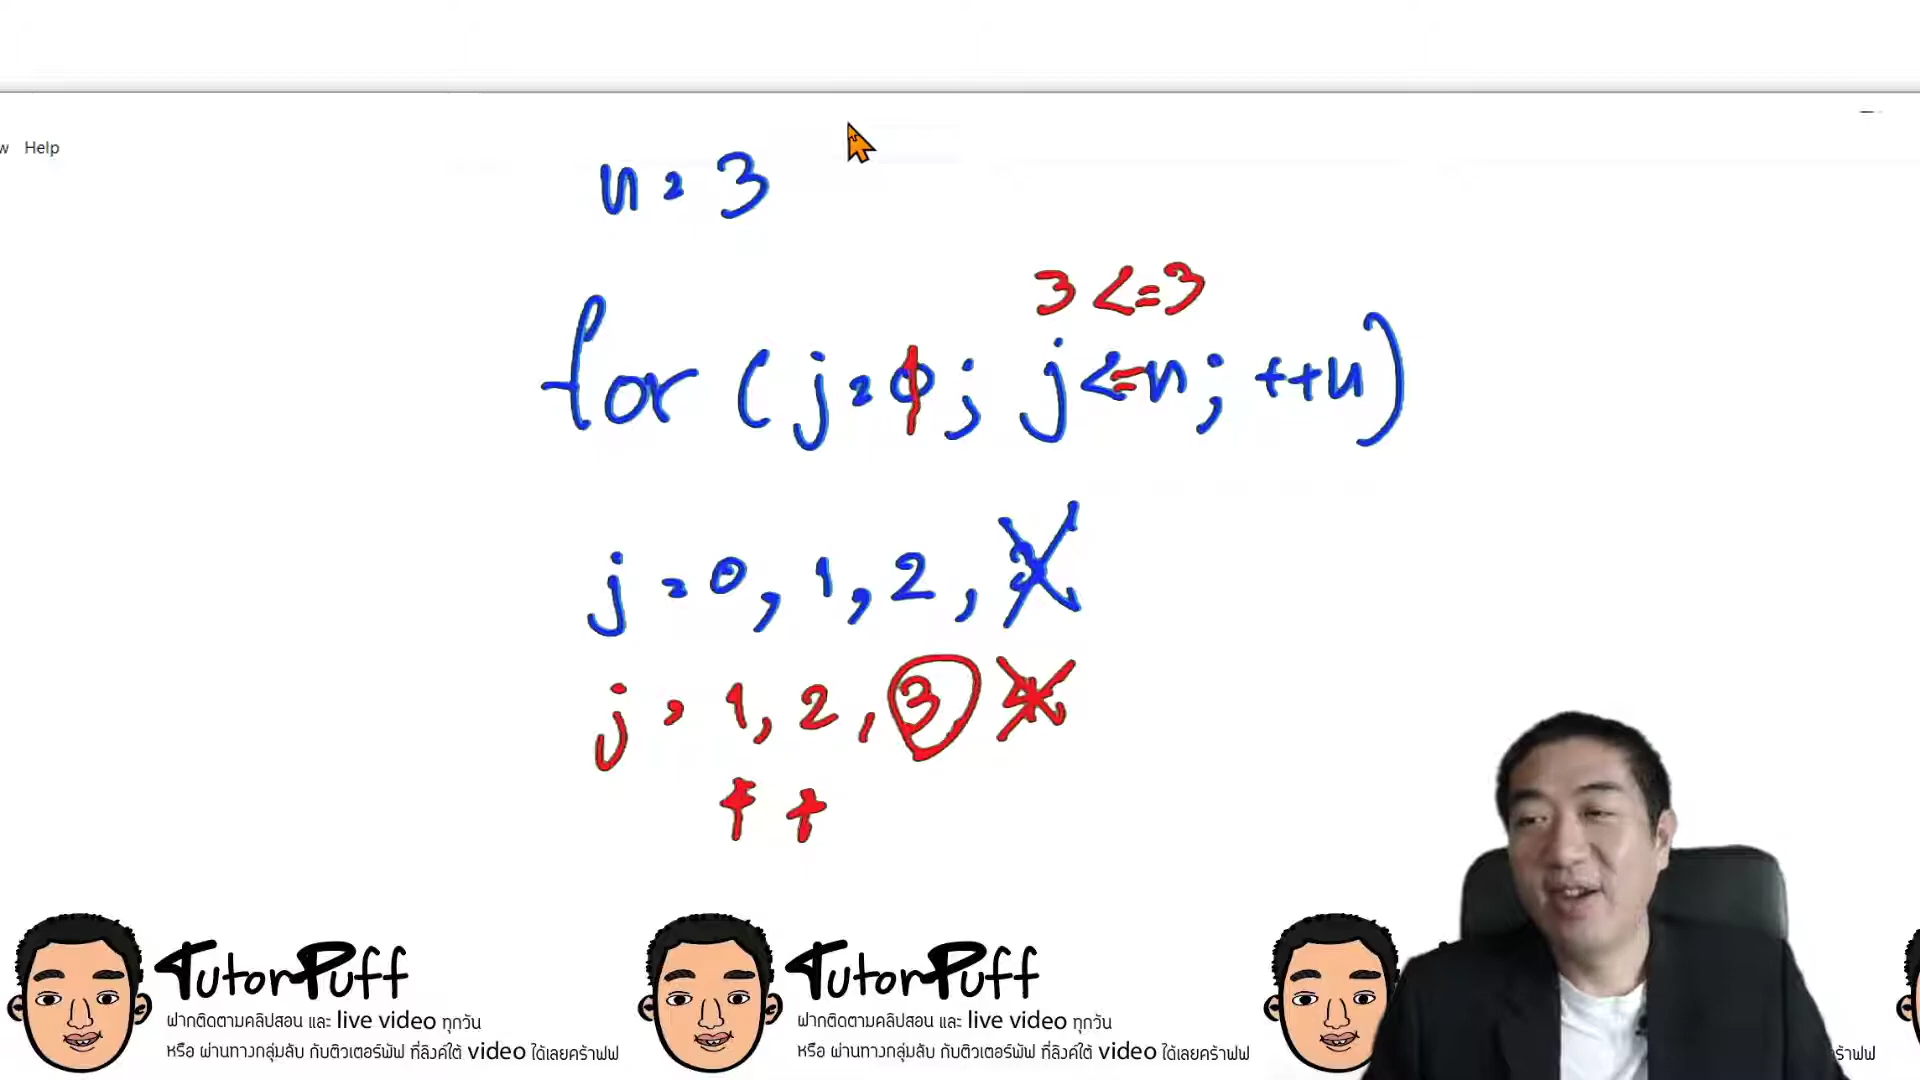 w Help
n = 3
3 <= 3
for (j = 1; j <= n; ++n)
j = 0, 1, 2, 3
j = 1, 2, 3 4
+ +
TutorPuff
ฝากติดตามคลิปสอน และ live video ทุกวัน
หรือ ผ่านทางกลุ่มลับ กับติวเตอร์พัฟ ที่ลิงค์ใต้ video ได้เลยคร้าฟฟ
TutorPuff
ฝากติดตามคลิปสอน และ live video ทุกวัน
หรือ ผ่านทางกลุ่มลับ กับติวเตอร์พัฟ ที่ลิงค์ใต้ video ได้เลยคร้าฟฟ
ร้าฟฟ